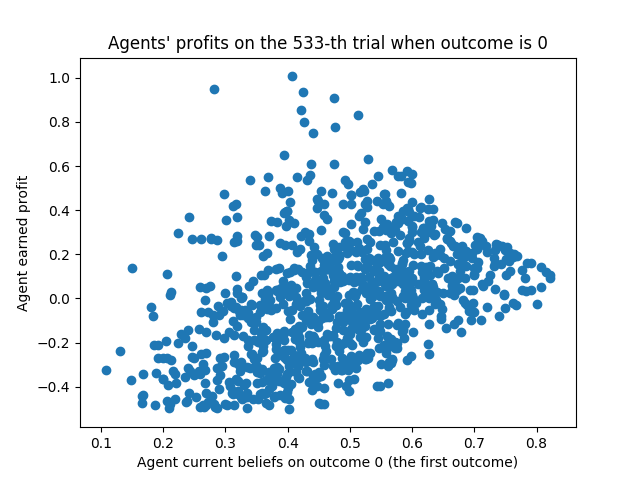 Agents' profits on the 533-th trial when outcome is 0
Agent earned profit
1.0
0.8
0.6
0.4
0.2
0.0
−0.2
−0.4
0.1 0.2 0.3 0.4 0.5 0.6 0.7 0.8
Agent current beliefs on outcome 0 (the first outcome)